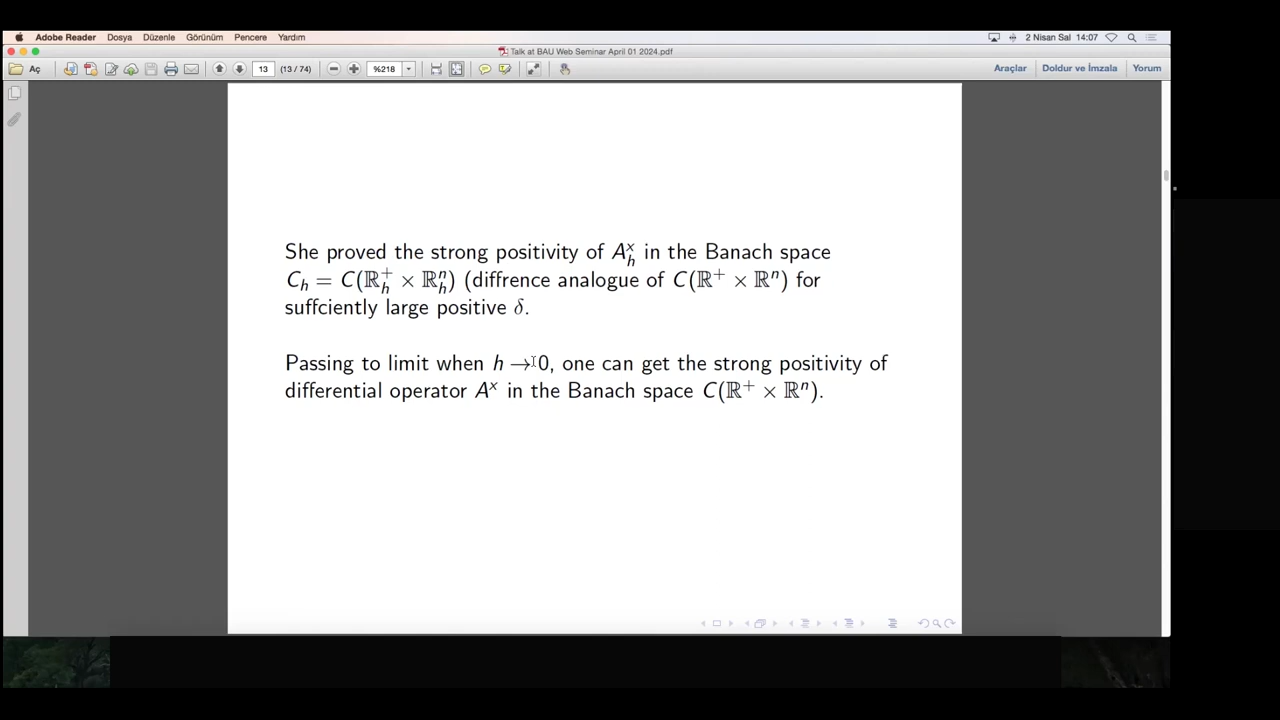 Adobe Reader Dosya Düzenle Görünüm Pencere Yardım 2 Nisan Sal 14:07
Talk at BAU Web Seminar April 01 2024.pdf
Aç 13 (13 / 74) %218 Araçlar Doldur ve İmzala Yorum
She proved the strong positivity of $A_h^x$ in the Banach space
$C_h = C(\mathbb{R}_h^+ \times \mathbb{R}_h^n)$ (diffrence analogue of $C(\mathbb{R}^+ \times \mathbb{R}^n)$ for
suffciently large positive δ.
Passing to limit when $h \to 0$, one can get the strong positivity of
differential operator $A^x$ in the Banach space $C(\mathbb{R}^+ \times \mathbb{R}^n)$.